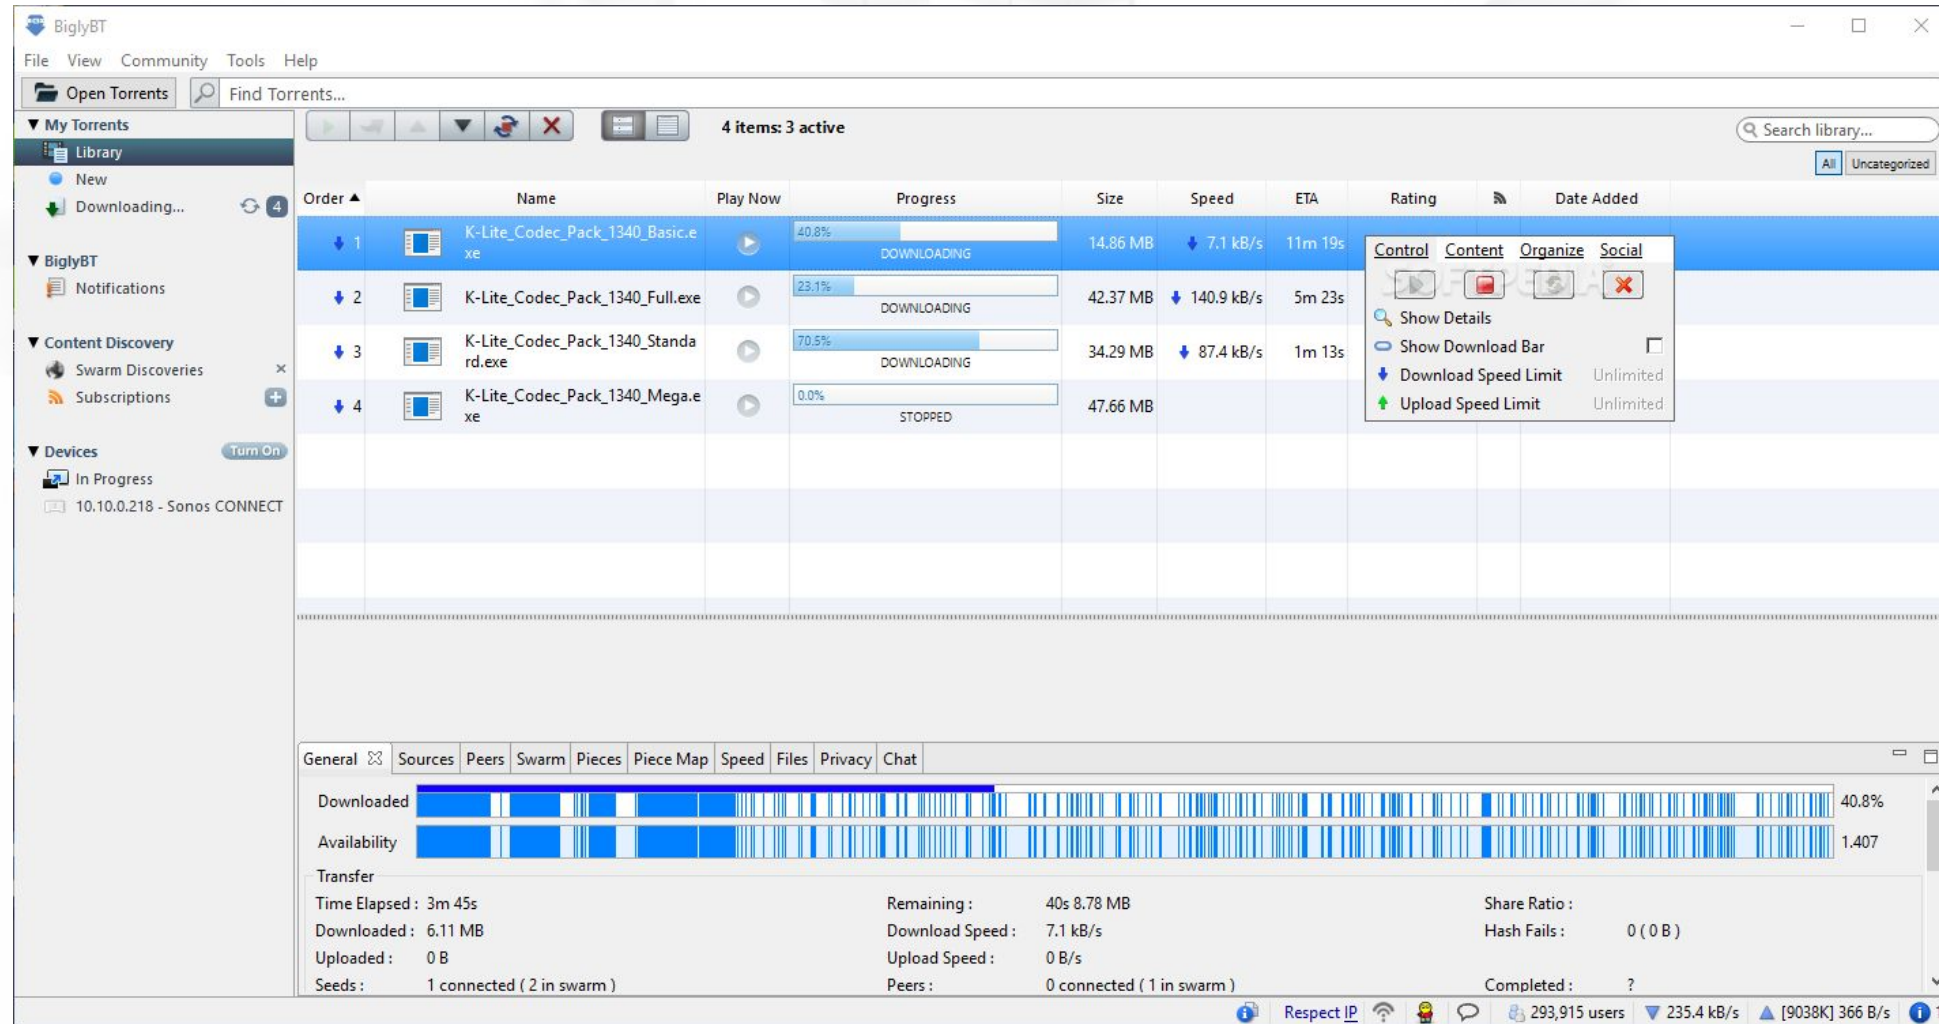 BiglyBT
File View Community Tools Help
Open Torrents Find Torrents...
My Torrents
Library
New
Downloading... 4
BiglyBT
Notifications
Content Discovery
Swarm Discoveries
Subscriptions
Devices Turn On
In Progress
10.10.0.218 - Sonos CONNECT
4 items: 3 active
Search library...
All Uncategorized
Order Name Play Now Progress Size Speed ETA Rating Date Added
1 K-Lite_Codec_Pack_1340_Basic.e
xe 40.8% DOWNLOADING 14.86 MB 7.1 kB/s 11m 19s
2 K-Lite_Codec_Pack_1340_Full.exe 23.1% DOWNLOADING 42.37 MB 140.9 kB/s 5m 23s
3 K-Lite_Codec_Pack_1340_Standa
rd.exe 70.5% DOWNLOADING 34.29 MB 87.4 kB/s 1m 13s
4 K-Lite_Codec_Pack_1340_Mega.e
xe 0.0% STOPPED 47.66 MB
Control Content Organize Social
SOFTPEDIA
Show Details
Show Download Bar
Download Speed Limit Unlimited
Upload Speed Limit Unlimited
General Sources Peers Swarm Pieces Piece Map Speed Files Privacy Chat
Downloaded 40.8%
Availability 1.407
Transfer
Time Elapsed : 3m 45s Remaining : 40s 8.78 MB Share Ratio :
Downloaded : 6.11 MB Download Speed : 7.1 kB/s Hash Fails : 0 ( 0 B )
Uploaded : 0 B Upload Speed : 0 B/s
Seeds : 1 connected ( 2 in swarm ) Peers : 0 connected ( 1 in swarm ) Completed : ?
Respect IP 293,915 users 235.4 kB/s [9038K] 366 B/s